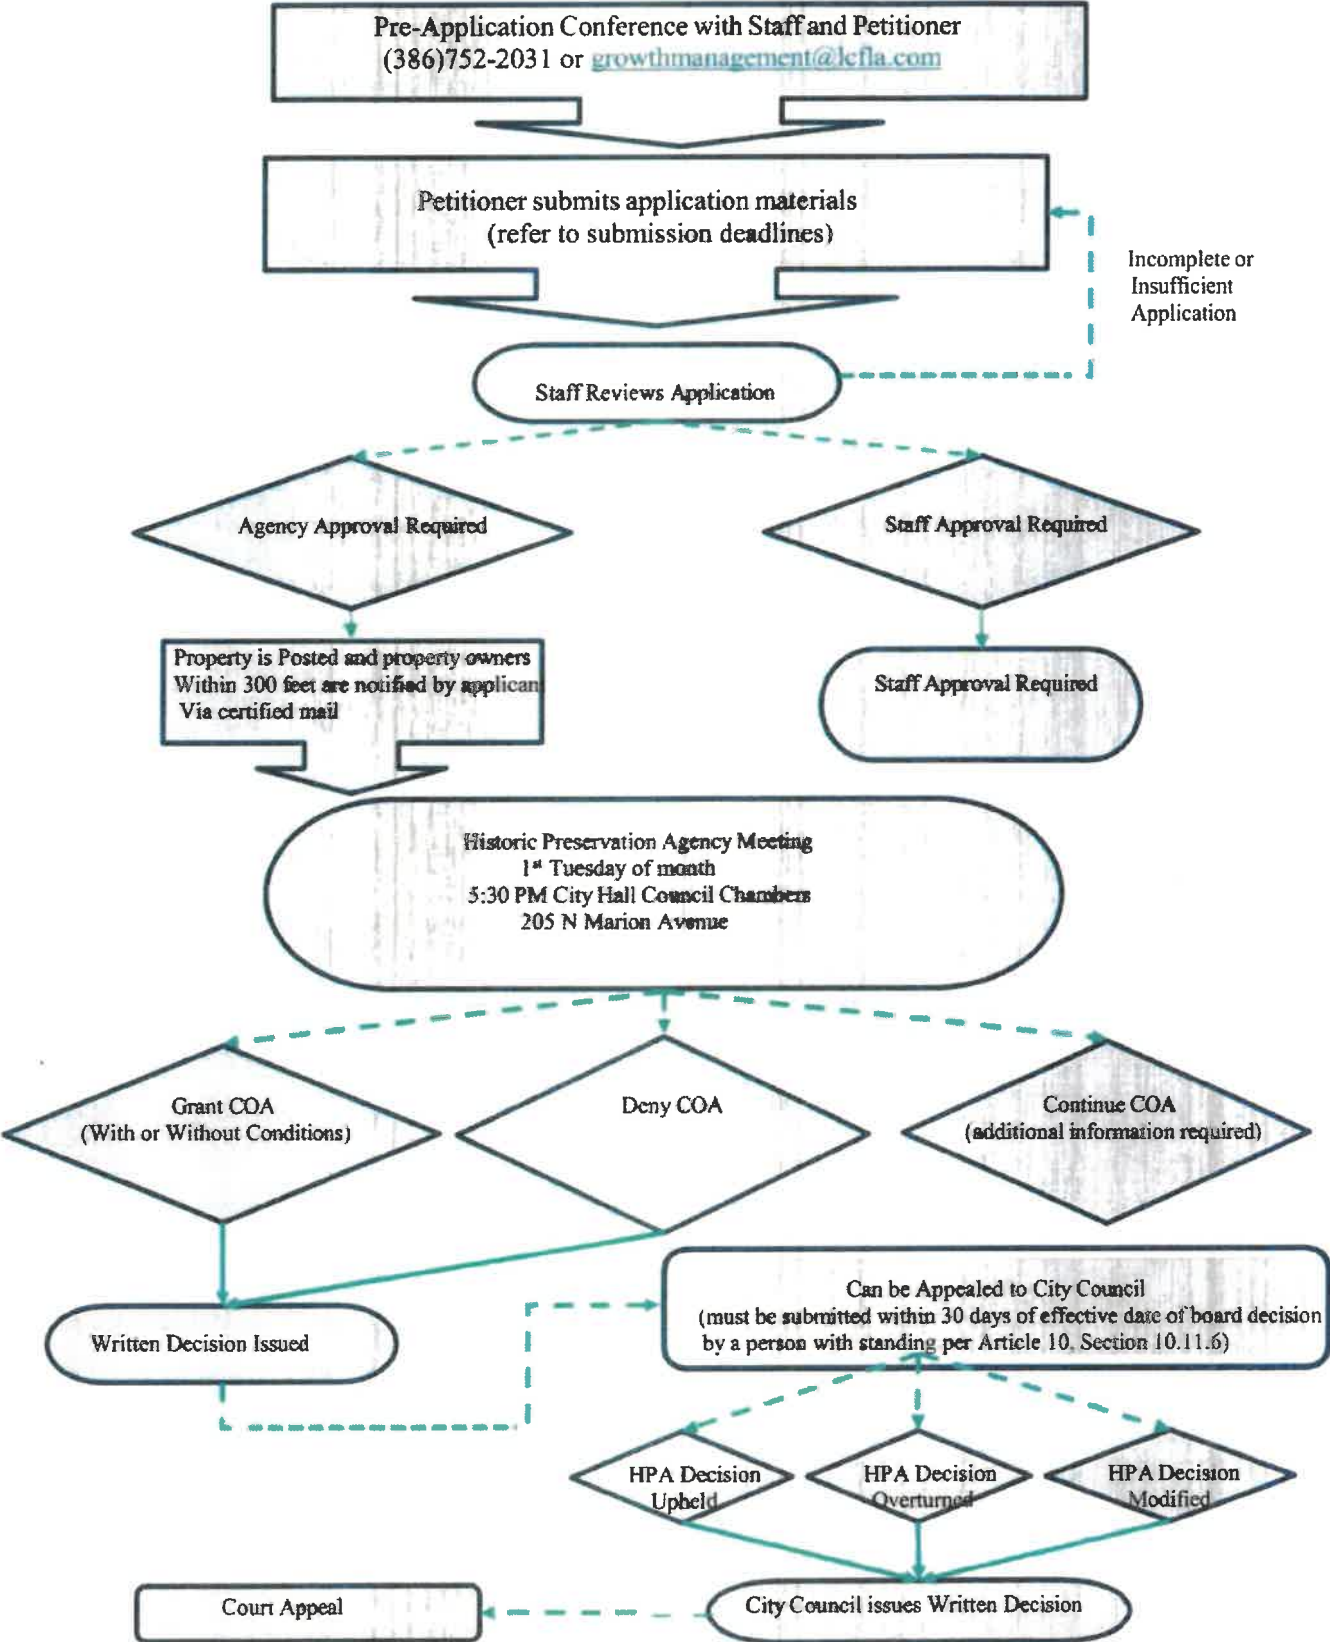 Pre-Application Conference with Staff and Petitioner
(386)752-2031 or growthmanagement@lcfla.com
Petitioner submits application materials
(refer to submission deadlines)
Incomplete or
Insufficient
Application
Staff Reviews Application
Agency Approval Required
Staff Approval Required
Property is Posted and property owners
Within 300 feet are notified by applican
Via certified mail
Staff Approval Required
Historic Preservation Agency Meeting
1st Tuesday of month
5:30 PM City Hall Council Chambers
205 N Marion Avenue
Grant COA
(With or Without Conditions)
Deny COA
Continue COA
(additional information required)
Can be Appealed to City Council
(must be submitted within 30 days of effective date of board decision
by a person with standing per Article 10, Section 10.11.6)
Written Decision Issued
HPA Decision
Upheld
HPA Decision
Overturned
HPA Decision
Modified
City Council issues Written Decision
Court Appeal